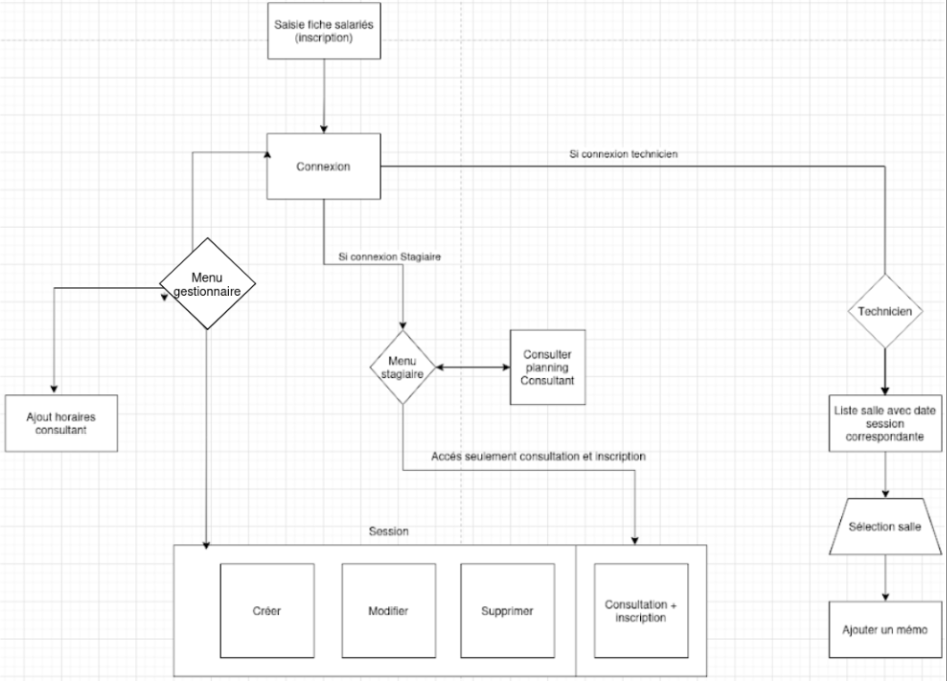 Saisie fiche salariés
(inscription)
Connexion
Si connexion technicien
Si connexion Stagiaire
Menu
gestionnaire
Technicien
Menu
stagiaire
Consulter
planning
Consultant
Ajout horaires
consultant
Liste salle avec date
session
correspondante
Accès seulement consultation et inscription
Sélection salle
Session
Créer
Modifier
Supprimer
Consultation +
inscription
Ajouter un mémo